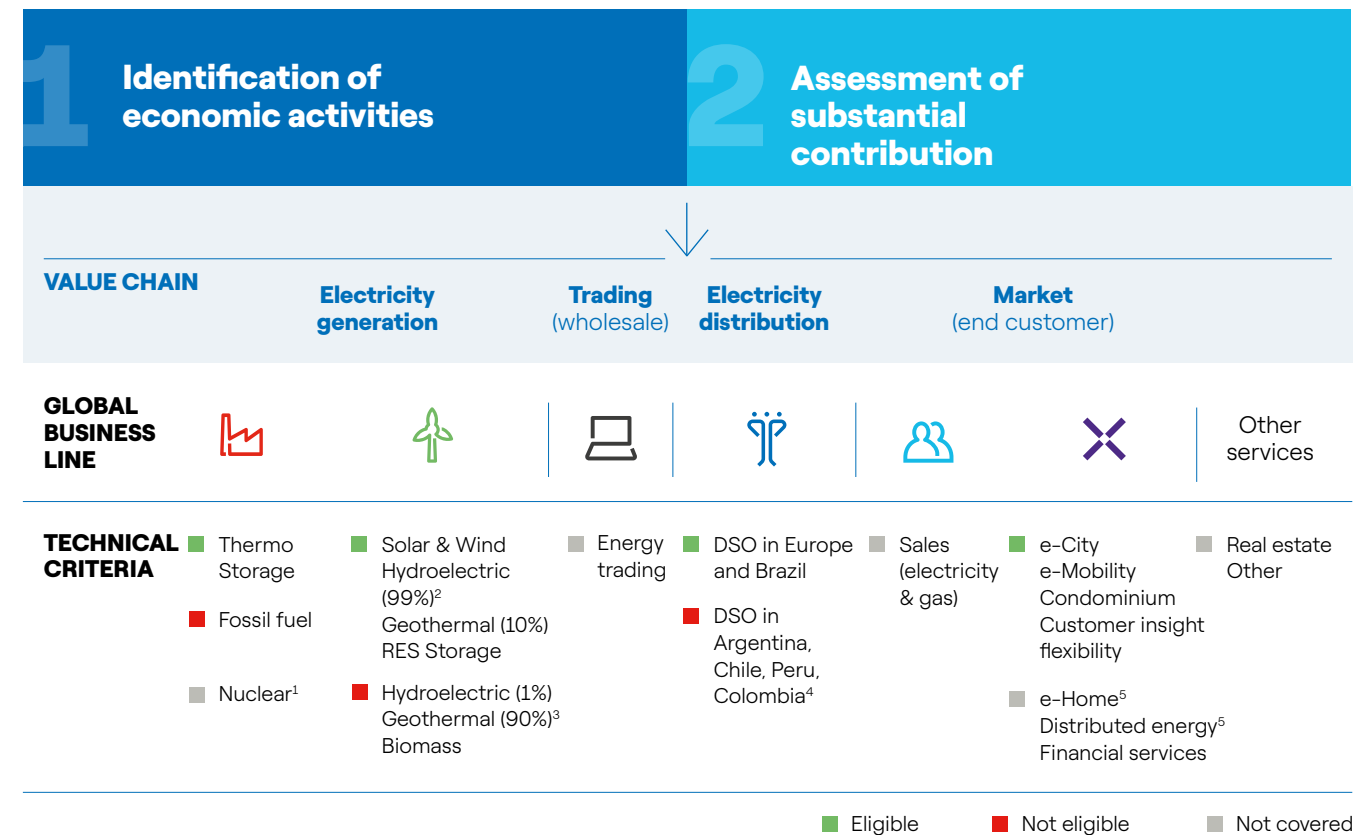 1
Identification of
economic activities
2
Assessment of
substantial
contribution
VALUE CHAIN
Electricity
generation
Trading
(wholesale)
Electricity
distribution
Market
(end customer)
GLOBAL
BUSINESS
LINE
Other
services
TECHNICAL
CRITERIA
Thermo
Storage
Fossil fuel
Nuclear¹
Solar & Wind
Hydroelectric
(99%)²
Geothermal (10%)
RES Storage
Hydroelectric (1%)
Geothermal (90%)³
Biomass
Energy
trading
DSO in Europe
and Brazil
DSO in
Argentina,
Chile, Peru,
Colombia⁴
Sales
(electricity
& gas)
e-City
e-Mobility
Condominium
Customer insight
flexibility
e-Home⁵
Distributed energy⁵
Financial services
Real estate
Other
Eligible
Not eligible
Not covered